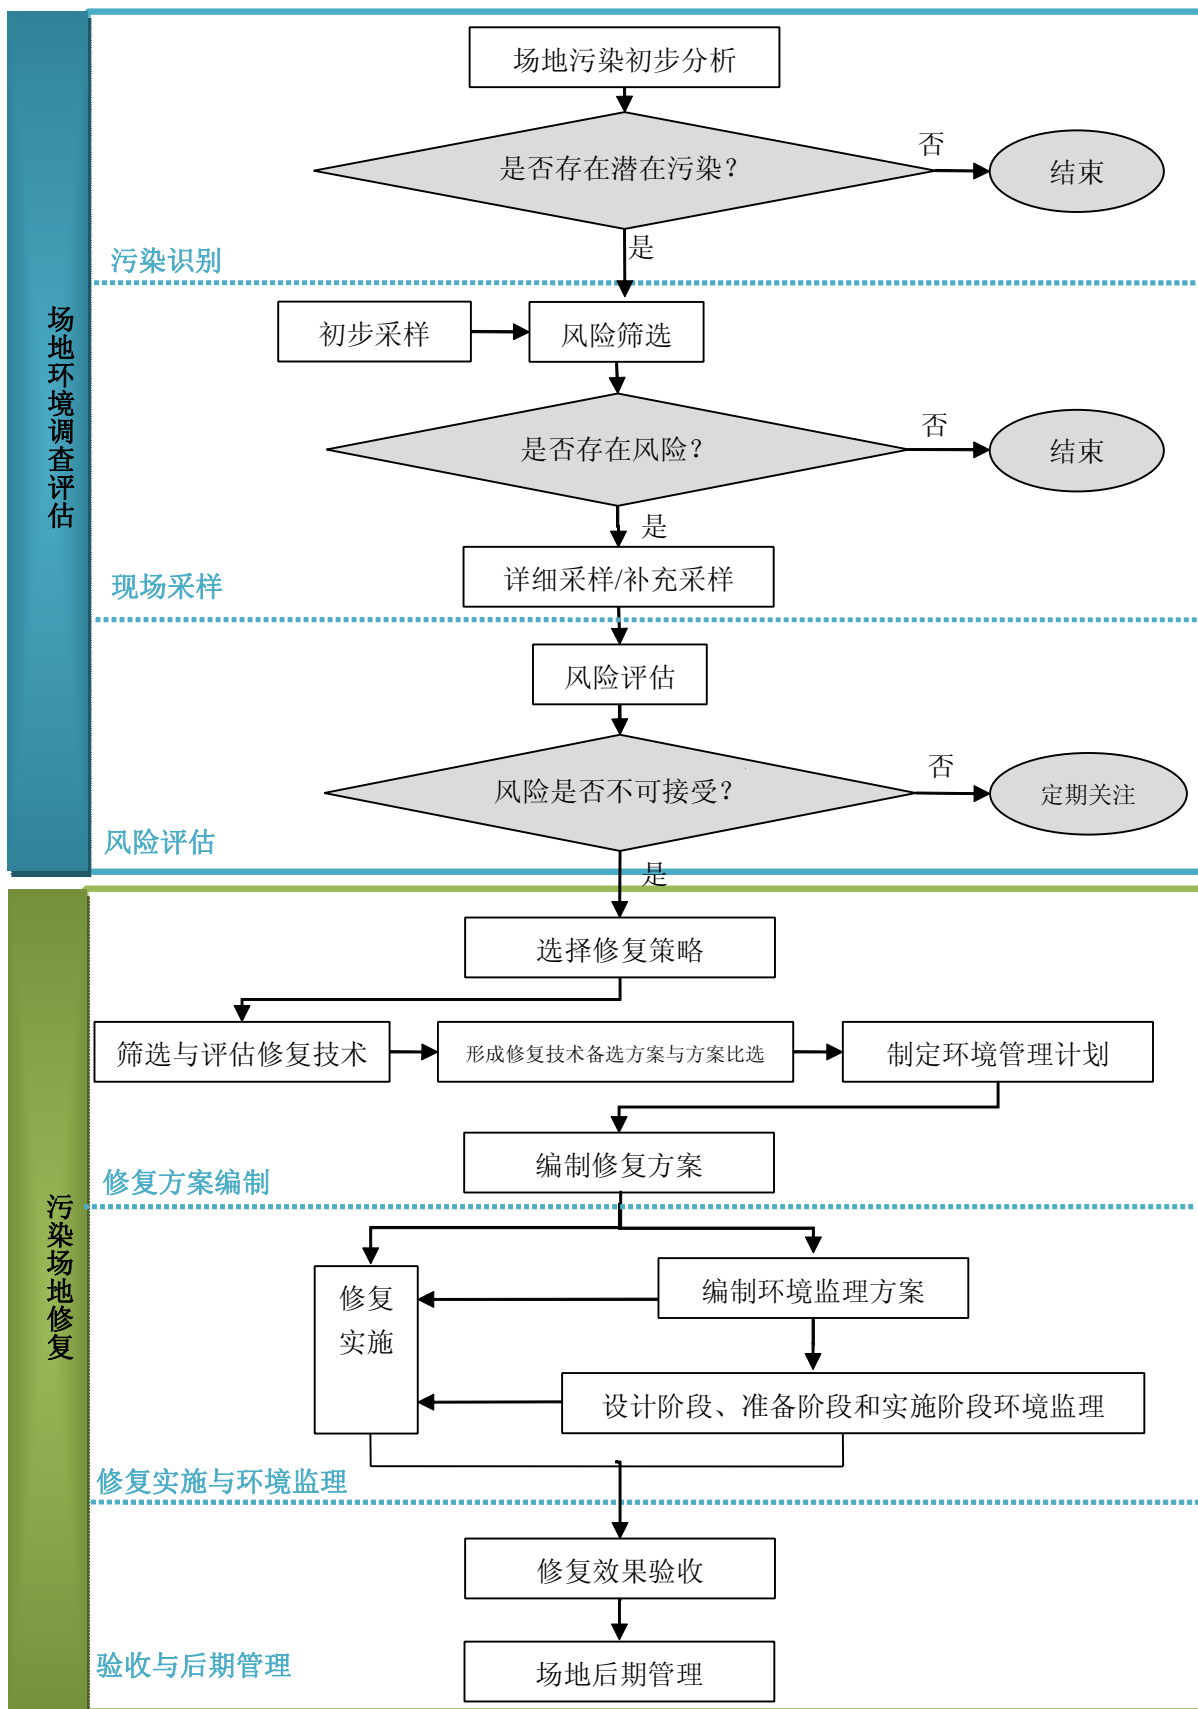 场地环境调查评估
场地污染初步分析
是否存在潜在污染？
否
结束
是
污染识别
初步采样
风险筛选
是否存在风险？
否
结束
是
详细采样/补充采样
现场采样
风险评估
风险是否不可接受？
否
定期关注
风险评估
是
污染场地修复
选择修复策略
筛选与评估修复技术
形成修复技术备选方案与方案比选
制定环境管理计划
编制修复方案
修复方案编制
修复
实施
编制环境监理方案
设计阶段、准备阶段和实施阶段环境监理
修复实施与环境监理
修复效果验收
场地后期管理
验收与后期管理